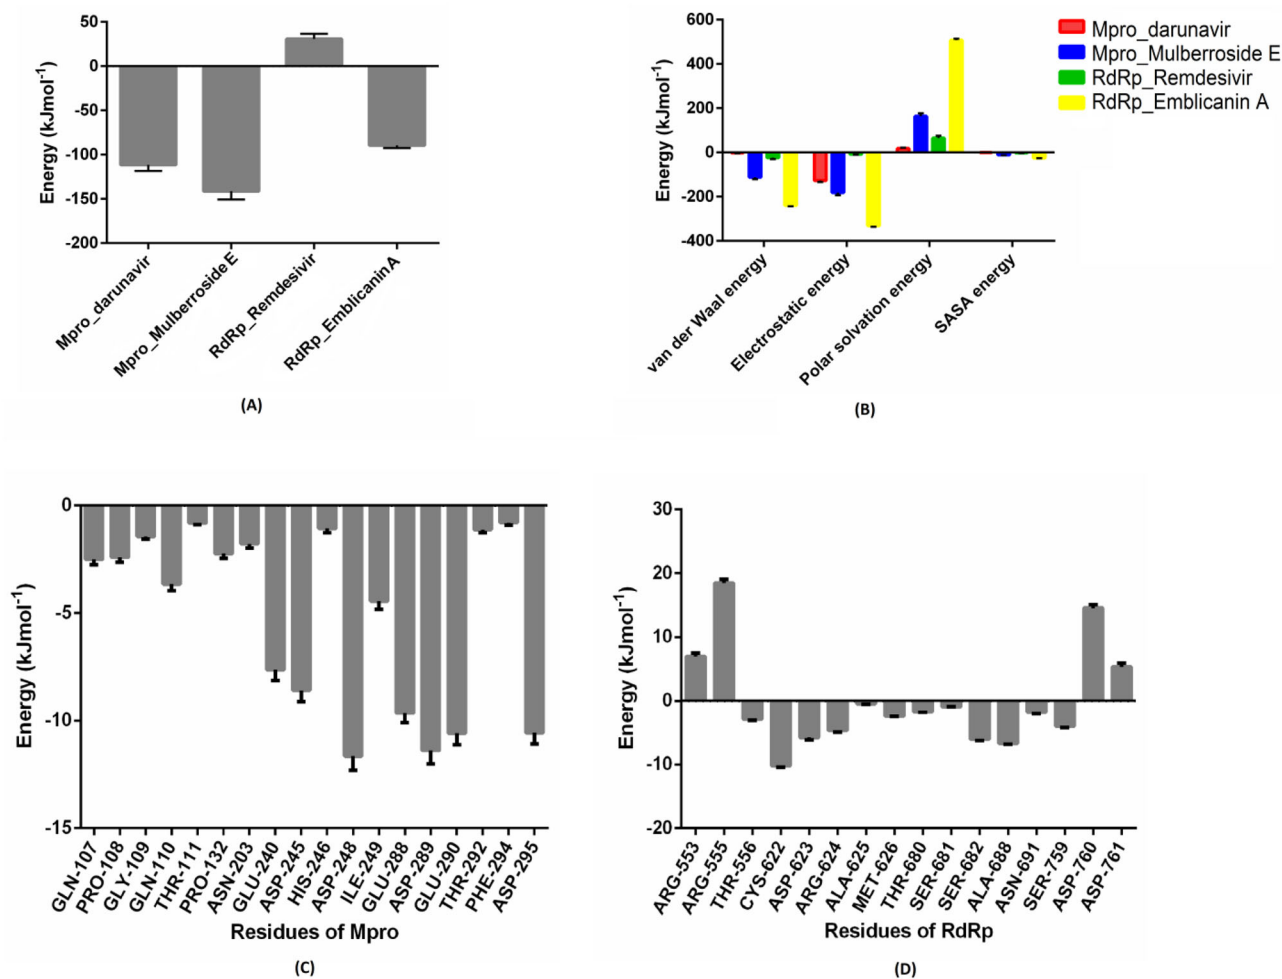 50
0
-50
-100
-150
-200
Energy (kJmol-1)
Mpro_darunavir
Mpro_Mulberroside E
RdRp_Remdesivir
RdRp_Emblicanin A
(A)
600
400
200
0
-200
-400
Energy (kJmol-1)
van der Waal energy
Electrostatic energy
Polar solvation energy
SASA energy
Mpro_darunavir
Mpro_Mulberroside E
RdRp_Remdesivir
RdRp_Emblicanin A
(B)
0
-5
-10
-15
Energy (kJmol-1)
GLN-107
PRO-108
GLY-109
GLN-110
THR-111
PRO-132
ASN-203
GLU-240
ASP-245
HIS-246
ASP-248
ILE-249
GLU-288
ASP-289
GLU-290
THR-292
PHE-294
ASP-295
Residues of Mpro
(C)
30
20
10
0
-10
-20
Energy (kJmol-1)
ARG-553
ARG-555
THR-556
CYS-622
ASP-623
ARG-624
ALA-625
MET-626
THR-680
SER-681
SER-682
ALA-688
ASN-691
SER-759
ASP-760
ASP-761
Residues of RdRp
(D)